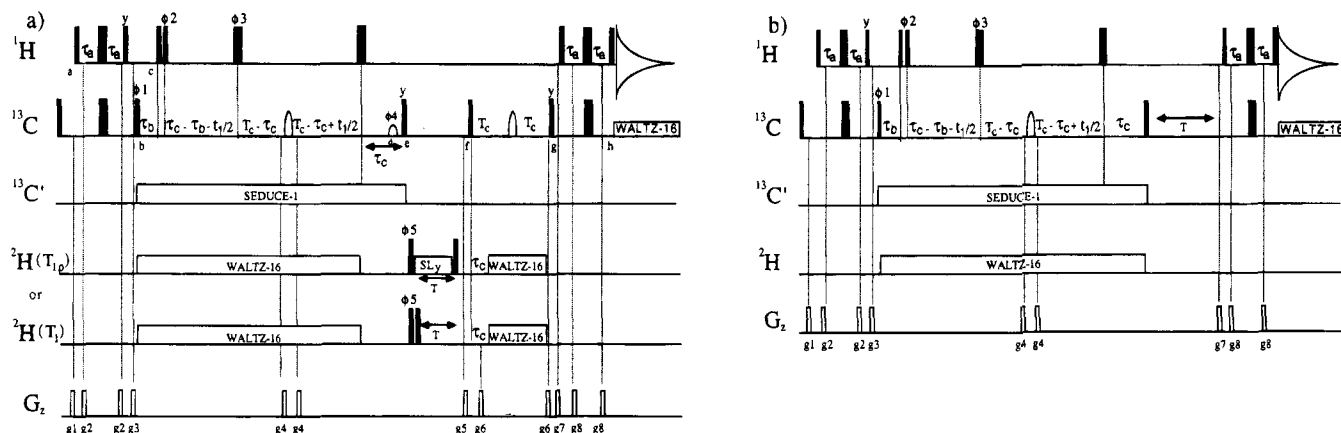 a)
y
ϕ2
ϕ3
¹H
τa
τa
a
c
ϕ1
y
y
¹³C
τb
τc - τb - t1/2
Tc - τc
Tc - τc + t1/2
ϕ4
Tc
Tc
WALTZ-16
b
d
e
f
g
h
τc
¹³C'
SEDUCE-1
ϕ5
²H (T1ρ)
WALTZ-16
SLy
τc
WALTZ-16
T
or
ϕ5
²H (T1)
WALTZ-16
T
τc
WALTZ-16
Gz
g1
g2
g2
g3
g4
g4
g5
g6
g6
g7
g8
g8
τa
τa
b)
y
ϕ2
ϕ3
¹H
τa
τa
τa
τa
ϕ1
¹³C
τb
τc - τb - t1/2
Tc - τc
Tc - τc + t1/2
τc
T
WALTZ-16
¹³C'
SEDUCE-1
²H
WALTZ-16
Gz
g1
g2
g2
g3
g4
g4
g7
g8
g8